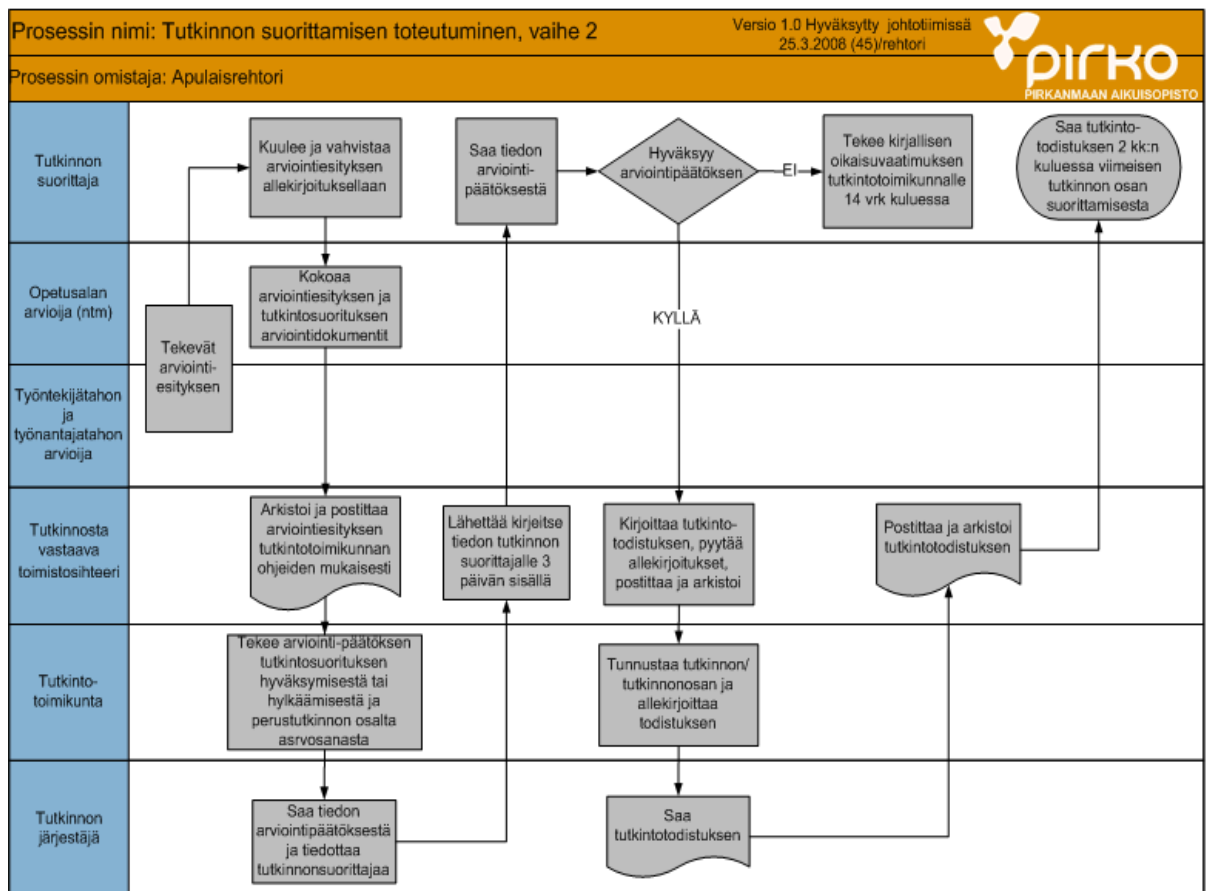 Prosessin nimi: Tutkinnon suorittamisen toteutuminen, vaihe 2
Versio 1.0 Hyväksytty johtotiimissä
25.3.2008 (45)/rehtori
pirko
PIRKANMAAN AIKUISOPISTO
Prosessin omistaja: Apulaisrehtori
Tutkinnon
suorittaja
Kuulee ja vahvistaa
arviointiesityksen
allekirjoituksellaan
Saa tiedon
arviointi-
päätöksestä
Hyväksyy
arviointipäätöksen
EI
Tekee kirjallisen
oikaisuvaatimuksen
tutkintotoimikunnalle
14 vrk kuluessa
Saa tutkinto-
todistuksen 2 kk:n
kuluessa viimeisen
tutkinnon osan
suorittamisesta
Opetusalan
arvioija (ntm)
Tekevät
arviointi-
esityksen
Kokoaa
arviointiesityksen ja
tutkintosuorituksen
arviointidokumentit
KYLLÄ
Työntekijätahon
ja
työnantajatahon
arvioija
Tutkinnosta
vastaava
toimistosihteeri
Arkistoi ja postittaa
arviointiesityksen
tutkintotoimikunnan
ohjeiden mukaisesti
Lähettää kirjeitse
tiedon tutkinnon
suorittajalle 3
päivän sisällä
Kirjoittaa tutkinto-
todistuksen, pyytää
allekirjoitukset,
postittaa ja arkistoi
Postittaa ja arkistoi
tutkintotodistuksen
Tutkinto-
toimikunta
Tekee arviointi-päätöksen
tutkintosuorituksen
hyväksymisestä tai
hylkäämisestä ja
perustutkinnon osalta
asrvosanasta
Tunnustaa tutkinnon/
tutkinnonosan ja
allekirjoittaa
todistuksen
Tutkinnon
järjestäjä
Saa tiedon
arviointipäätöksestä
ja tiedottaa
tutkinnonsuorittajaa
Saa
tutkintotodistuksen